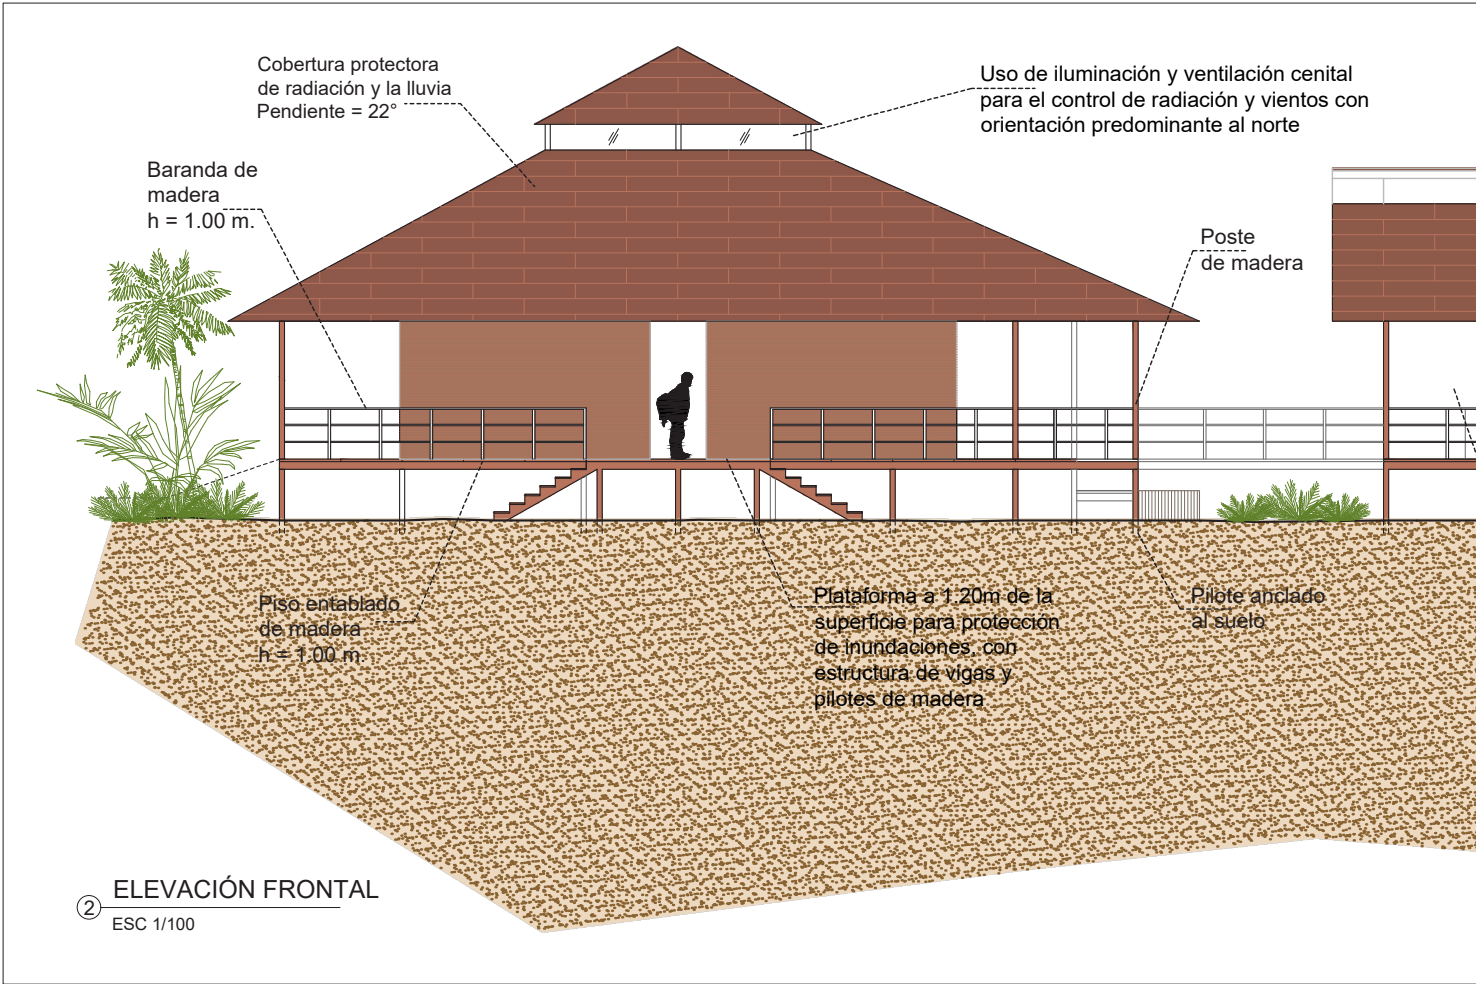 Cobertura protectora
de radiación y la lluvia
Pendiente = 22°
Uso de iluminación y ventilación cenital
para el control de radiación y vientos con
orientación predominante al norte
Baranda de
madera
h = 1.00 m.
Poste
de madera
Piso entablado
de madera
h = 1.00 m.
Plataforma a 1.20m de la
superficie para protección
de inundaciones, con
estructura de vigas y
pilotes de madera
Pilote anclado
al suelo
2
ELEVACIÓN FRONTAL
ESC 1/100